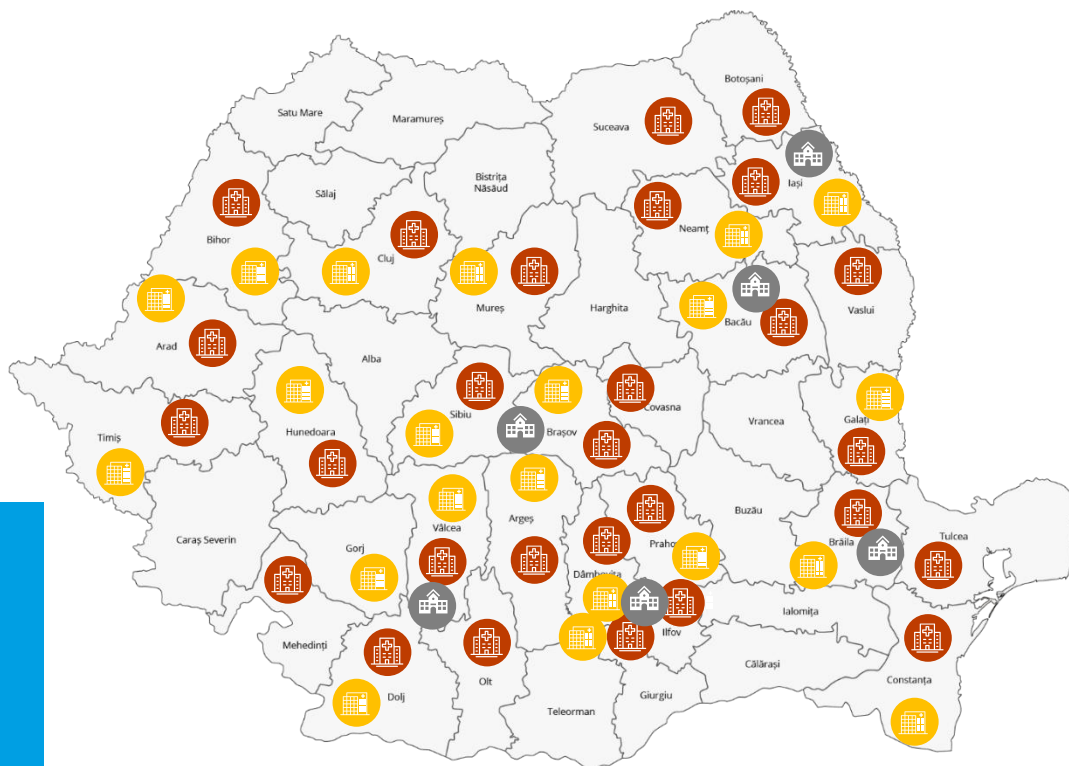 Botoșani
Satu Mare
Maramureș
Suceava
Bistrița
Năsăud
Sălaj
Iași
Neamț
Bihor
Cluj
Mureș
Harghita
Vaslui
Bacău
Arad
Alba
Covasna
Sibiu
Brașov
Vrancea
Galați
Timiș
Hunedoara
Buzău
Argeș
Vâlcea
Caraș Severin
Gorj
Praho
Brăila
Tulcea
Dâmbovița
Ialomița
Ilfov
Mehedinți
Călărași
Constanța
Olt
Dolj
Giurgiu
Teleorman